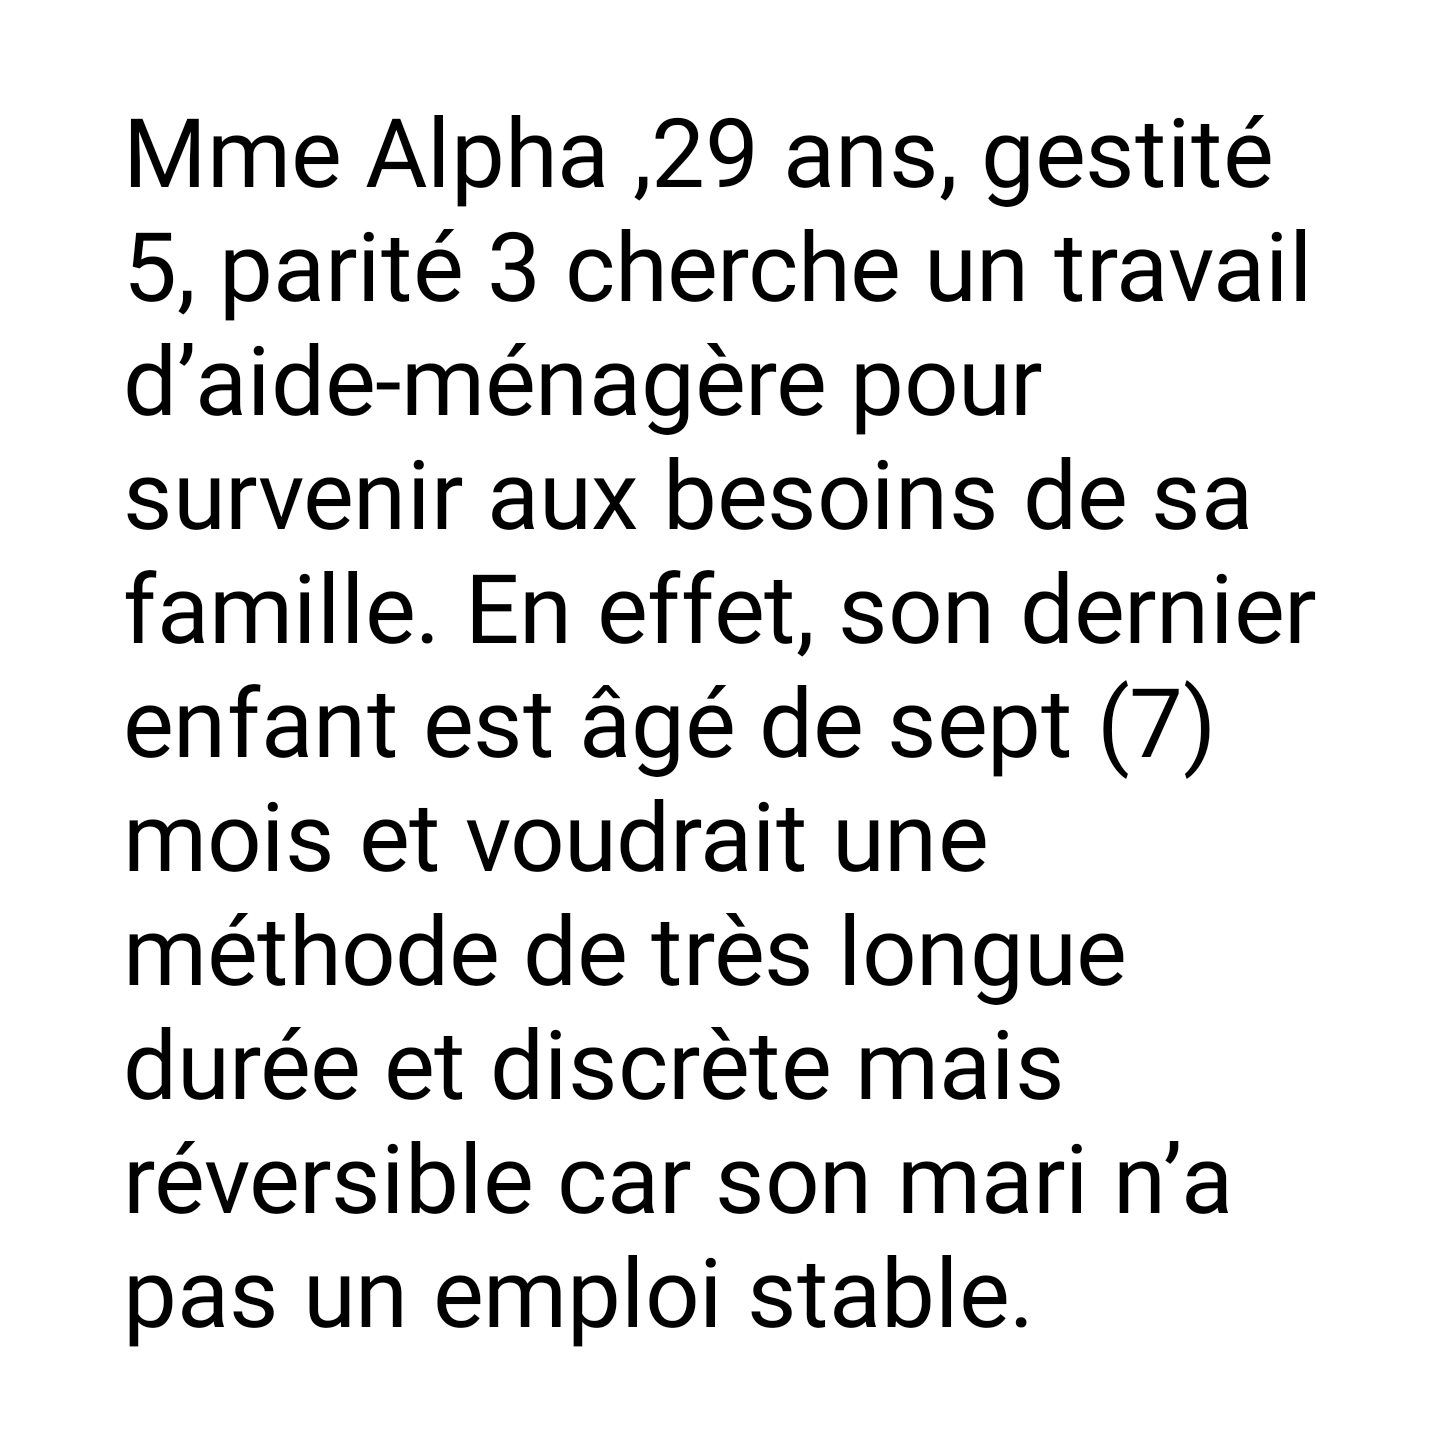 Mme Alpha ,29 ans, gestité
5, parité 3 cherche un travail
d’aide-ménagère pour
survenir aux besoins de sa
famille. En effet, son dernier
enfant est âgé de sept (7)
mois et voudrait une
méthode de très longue
durée et discrète mais
réversible car son mari n’a
pas un emploi stable.